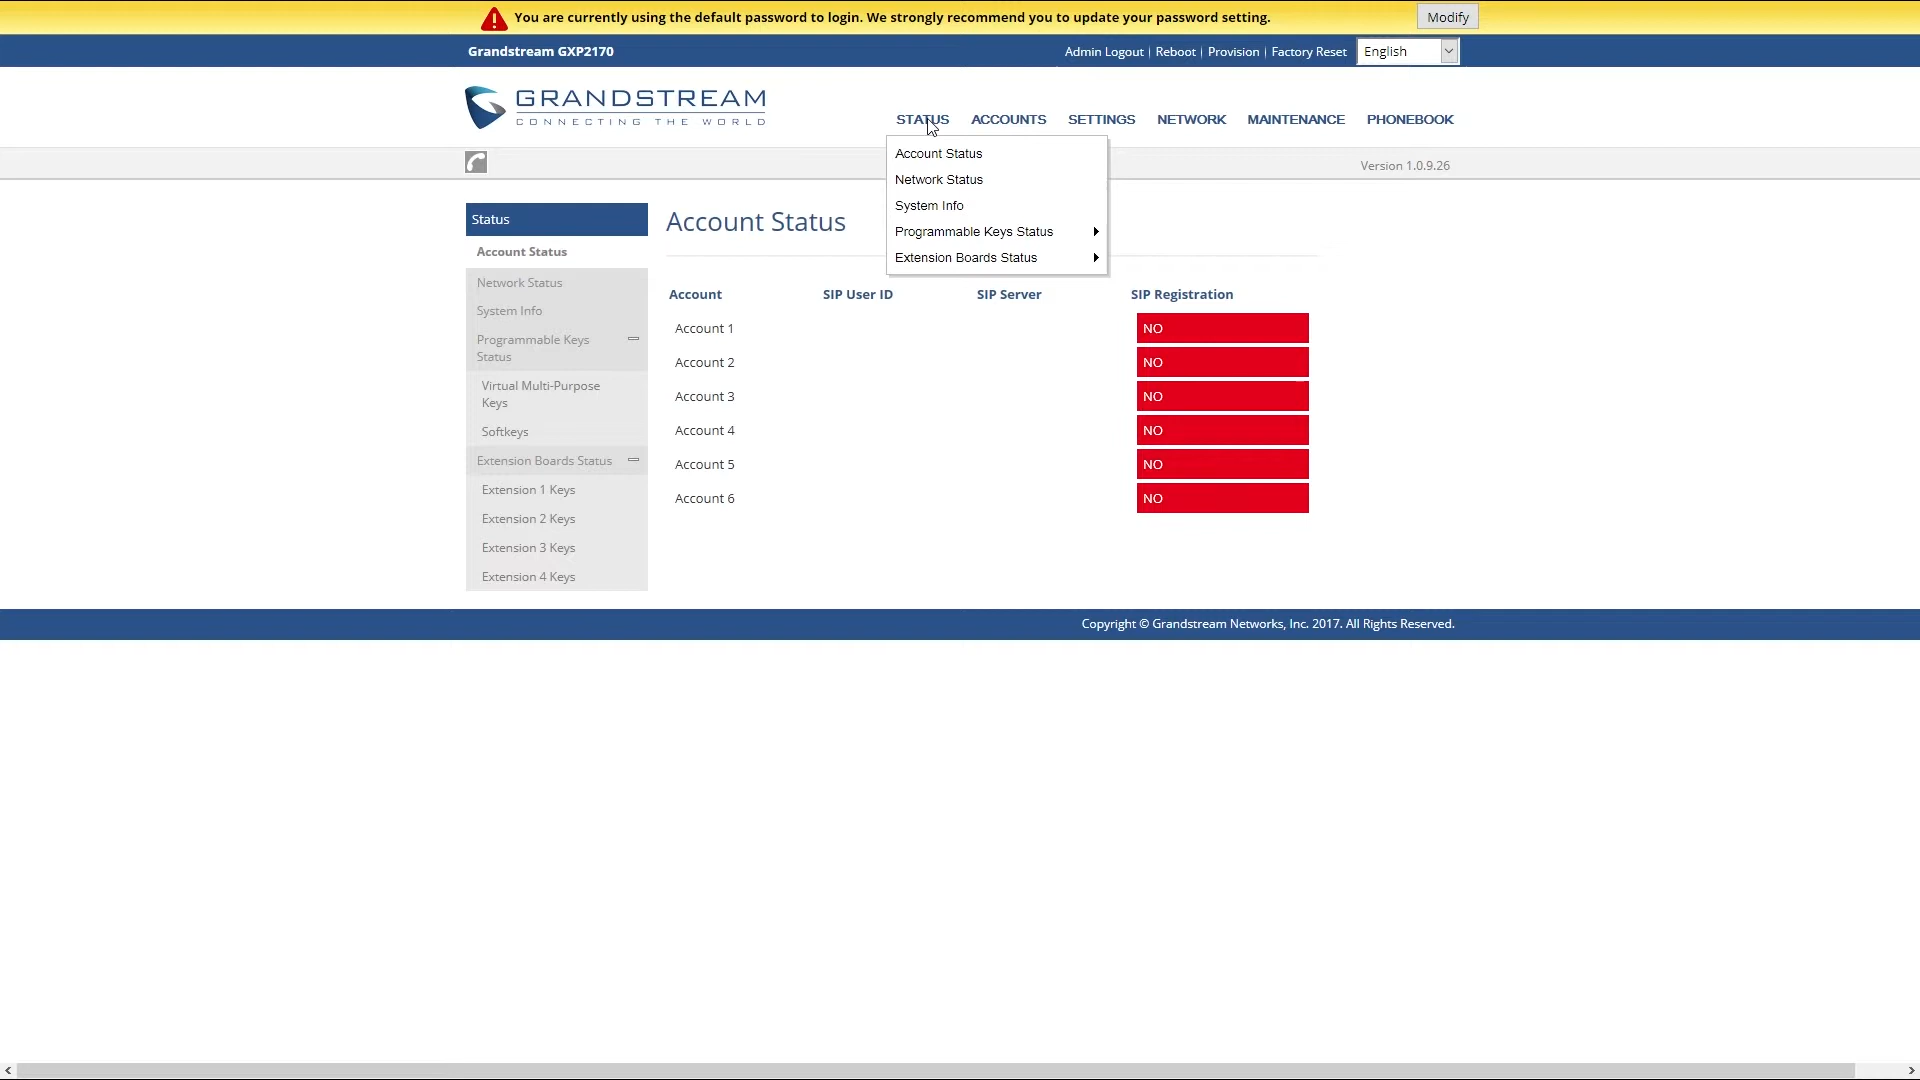 You are currently using the default password to login. We strongly recommend you to update your password setting.
Modify
Grandstream GXP2170
Admin Logout | Reboot | Provision | Factory Reset
English
GRANDSTREAM
CONNECTING THE WORLD
STATUS ACCOUNTS SETTINGS NETWORK MAINTENANCE PHONEBOOK
Account Status
Network Status
System Info
Programmable Keys Status
Extension Boards Status
Version 1.0.9.26
Status
Account Status
Network Status
System Info
Programmable Keys
Status
Virtual Multi-Purpose
Keys
Softkeys
Extension Boards Status
Extension 1 Keys
Extension 2 Keys
Extension 3 Keys
Extension 4 Keys
Account Status
Account SIP User ID SIP Server SIP Registration
Account 1 NO
Account 2 NO
Account 3 NO
Account 4 NO
Account 5 NO
Account 6 NO
Copyright © Grandstream Networks, Inc. 2017. All Rights Reserved.